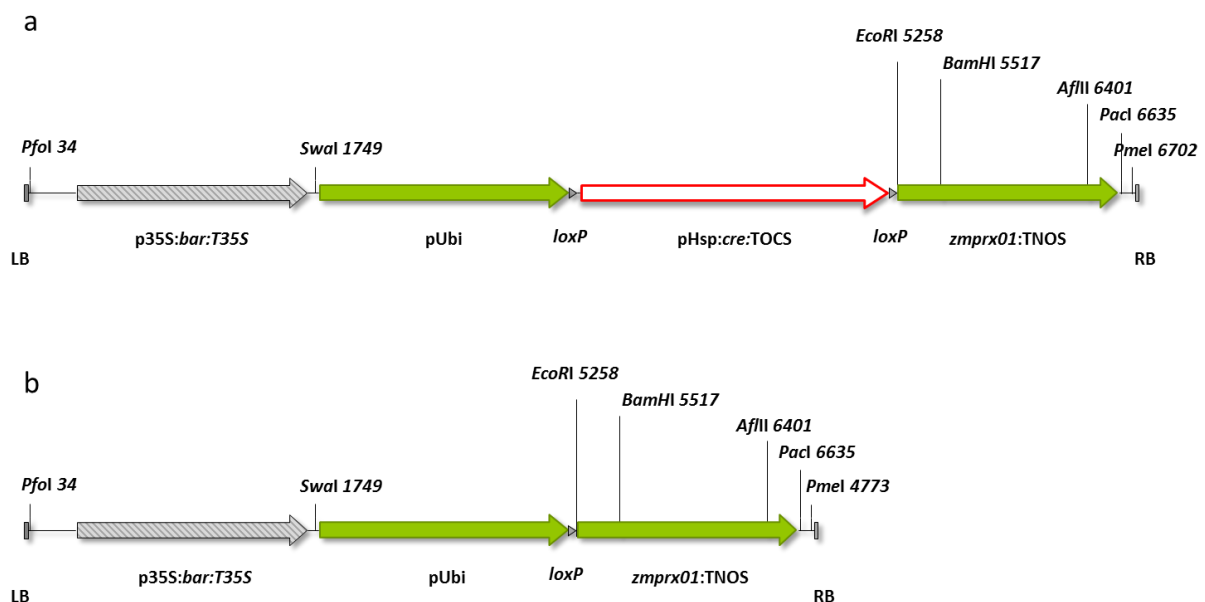 a
EcoRI 5258
BamHI 5517
AflII 6401
PacI 6635
PmeI 6702
PfoI 34
SwaI 1749
p35S:bar:T35S
pUbi
loxP
pHsp:cre:TOCS
loxP
zmprx01:TNOS
LB
RB
b
EcoRI 5258
BamHI 5517
AflII 6401
PacI 6635
PmeI 4773
PfoI 34
SwaI 1749
p35S:bar:T35S
pUbi
loxP
zmprx01:TNOS
LB
RB